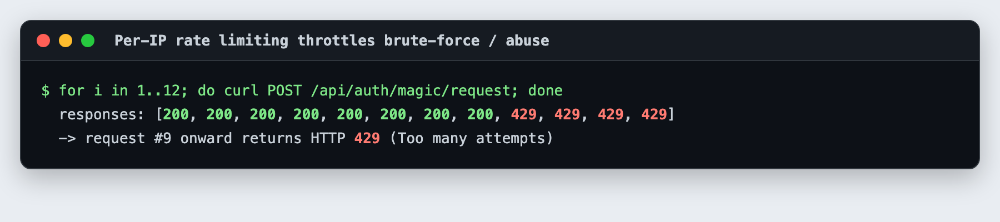 Per-IP rate limiting throttles brute-force / abuse
$ for i in 1..12; do curl POST /api/auth/magic/request; done
responses: [200, 200, 200, 200, 200, 200, 200, 200, 429, 429, 429, 429]
—> request #9 onward returns HTTP 429 (Too many attempts)